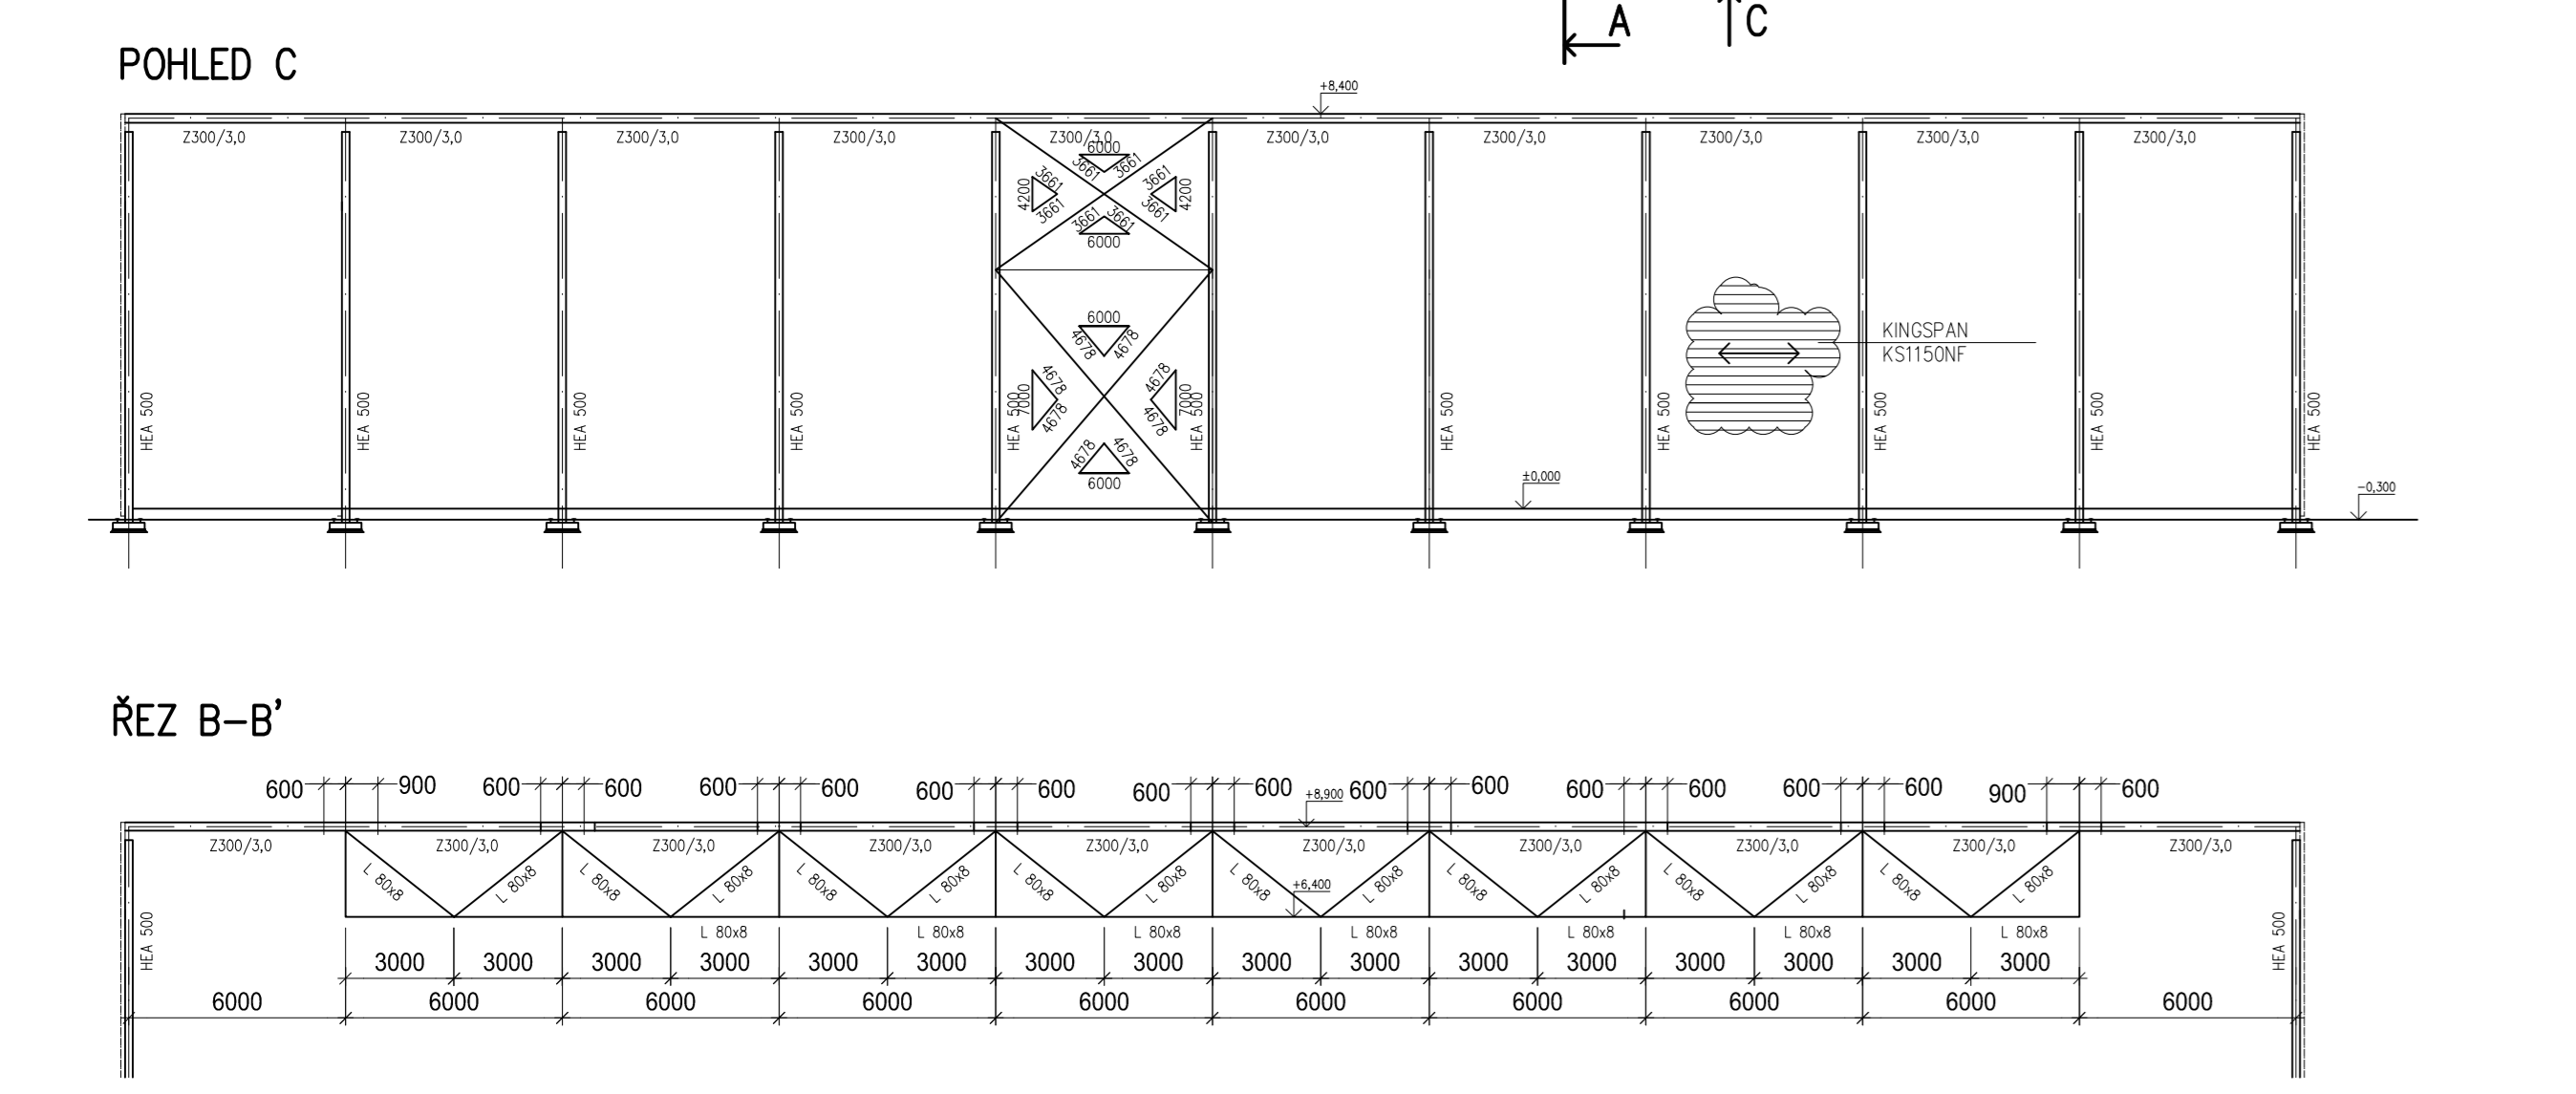 A C
POHLED C
+8,400
Z300/3,0 Z300/3,0 Z300/3,0 Z300/3,0 Z300/3,0 Z300/3,0 Z300/3,0 Z300/3,0 Z300/3,0 Z300/3,0
6000
3661 3661
3661 3661
4200 4200
3661 3661
3661 3661
6000
6000
4678 4678
KINGSPAN
KS1150NF
4678 4678
7000 7000
4678 4678
HEA 500 HEA 500 HEA 500 HEA 500 HEA 500 HEA 500 HEA 500 HEA 500 HEA 500 HEA 500 HEA 500
4678 4678
6000
±0,000
-0,300
ŘEZ B-B'
600 900 600 600 600 600 600 600 600 600 600 600 600 600 600 600 900 600
+8,900
Z300/3,0 Z300/3,0 Z300/3,0 Z300/3,0 Z300/3,0 Z300/3,0 Z300/3,0 Z300/3,0 Z300/3,0 Z300/3,0
L 80x8 L 80x8 L 80x8 L 80x8 L 80x8 L 80x8 L 80x8 L 80x8 L 80x8 L 80x8 L 80x8 L 80x8 L 80x8 L 80x8 L 80x8 L 80x8
+6,400
HEA 500 HEA 500
L 80x8 L 80x8 L 80x8 L 80x8 L 80x8 L 80x8 L 80x8
3000 3000 3000 3000 3000 3000 3000 3000 3000 3000 3000 3000 3000 3000 3000 3000
6000 6000 6000 6000 6000 6000 6000 6000 6000 6000